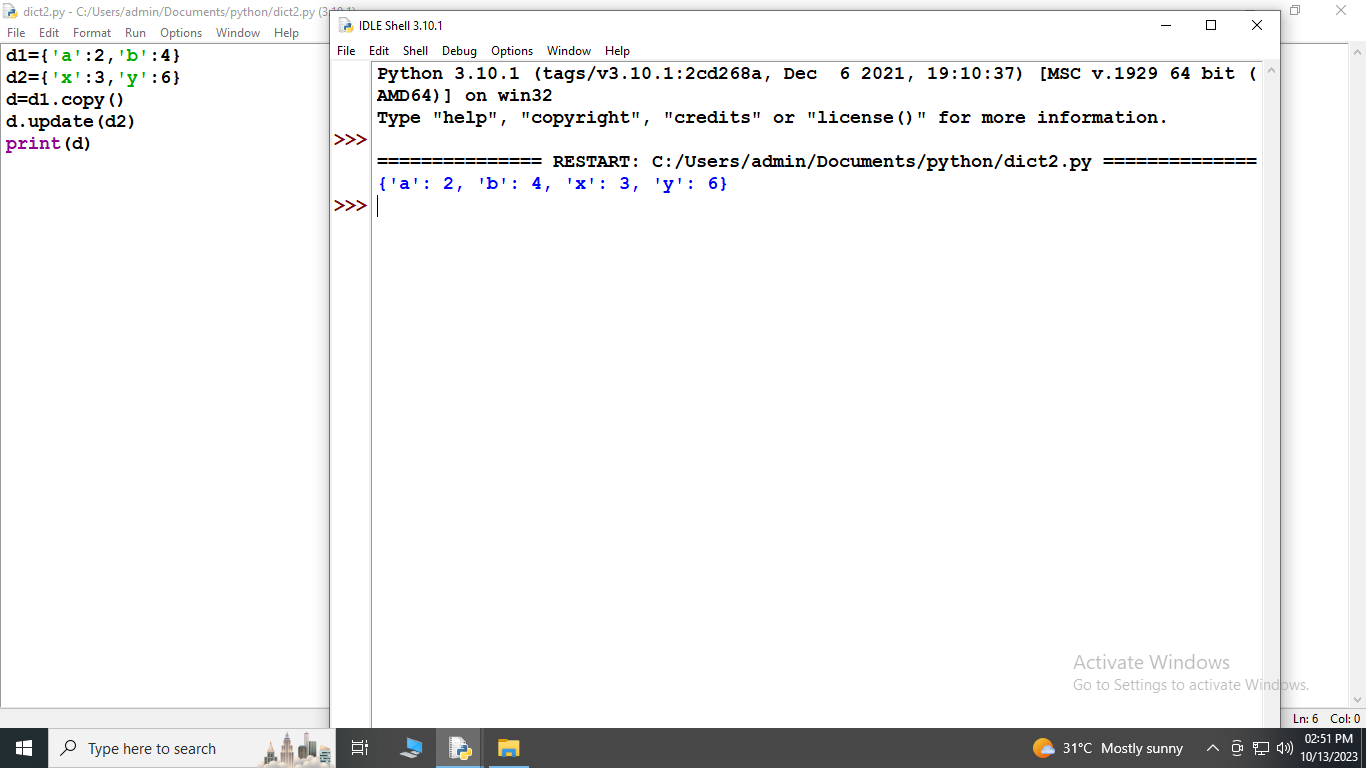 dict2.py - C:/Users/admin/Documents/python/dict2.py (3.10.1)
File Edit Format Run Options Window Help
d1={'a':2,'b':4}
d2={'x':3,'y':6}
d=d1.copy()
d.update(d2)
print(d)
IDLE Shell 3.10.1
File Edit Shell Debug Options Window Help
Python 3.10.1 (tags/v3.10.1:2cd268a, Dec  6 2021, 19:10:37) [MSC v.1929 64 bit (
AMD64)] on win32
Type "help", "copyright", "credits" or "license()" for more information.
>>>
=============== RESTART: C:/Users/admin/Documents/python/dict2.py ==============
{'a': 2, 'b': 4, 'x': 3, 'y': 6}
>>>
Activate Windows
Go to Settings to activate Windows.
Ln: 6 Col: 0
Type here to search
31°C Mostly sunny
02:51 PM
10/13/2023